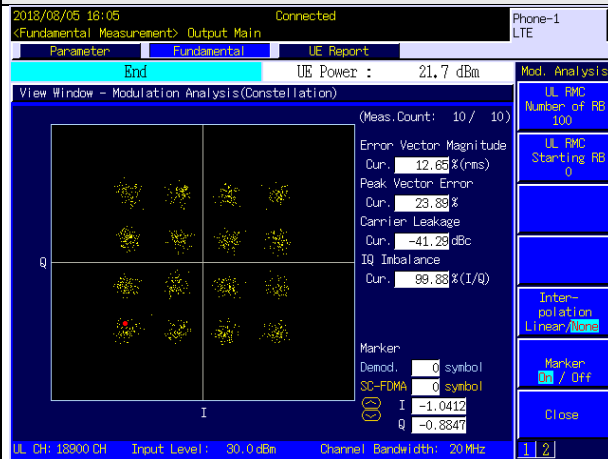 2018/08/05 16:05 Connected Phone-1
<Fundamental Measurement> Output Main LTE
Parameter Fundamental UE Report
End UE Power : 21.7 dBm Mod. Analysis
View Window - Modulation Analysis(Constellation)
UL RMC
Number of RB
100
(Meas.Count: 10/ 10)
UL RMC
Starting RB
0
Error Vector Magnitude
Cur. 12.65 %(rms)
Peak Vector Error
Cur. 23.89 %
Carrier Leakage
Cur. -41.29 dBc
IQ Imbalance
Cur. 99.88 %(I/Q)
Q
I
Inter-
polation
Linear/None
Marker
Demod. 0 symbol
SC-FDMA 0 symbol
I -1.0412
Q -0.8847
Marker
On / Off
Close
UL CH: 18900 CH Input Level: 30.0 dBm Channel Bandwidth: 20 MHz
1 2